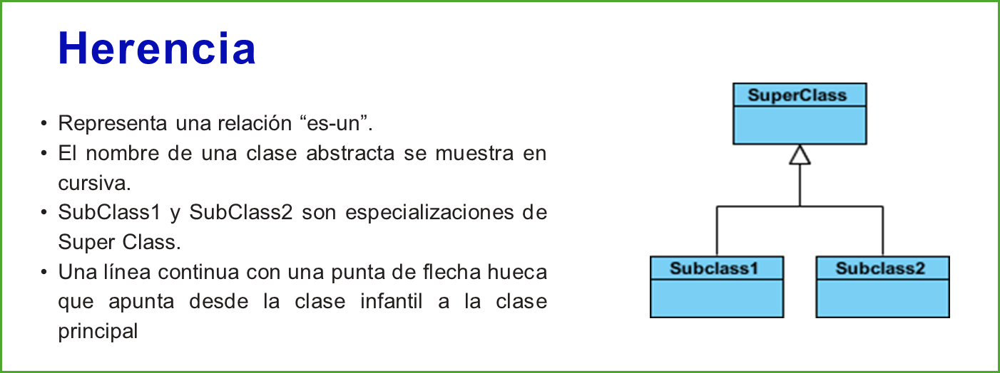 Herencia
• Representa una relación “es-un”.
• El nombre de una clase abstracta se muestra en
cursiva.
• SubClass1 y SubClass2 son especializaciones de
Super Class.
• Una línea continua con una punta de flecha hueca
que apunta desde la clase infantil a la clase
principal
SuperClass
Subclass1
Subclass2